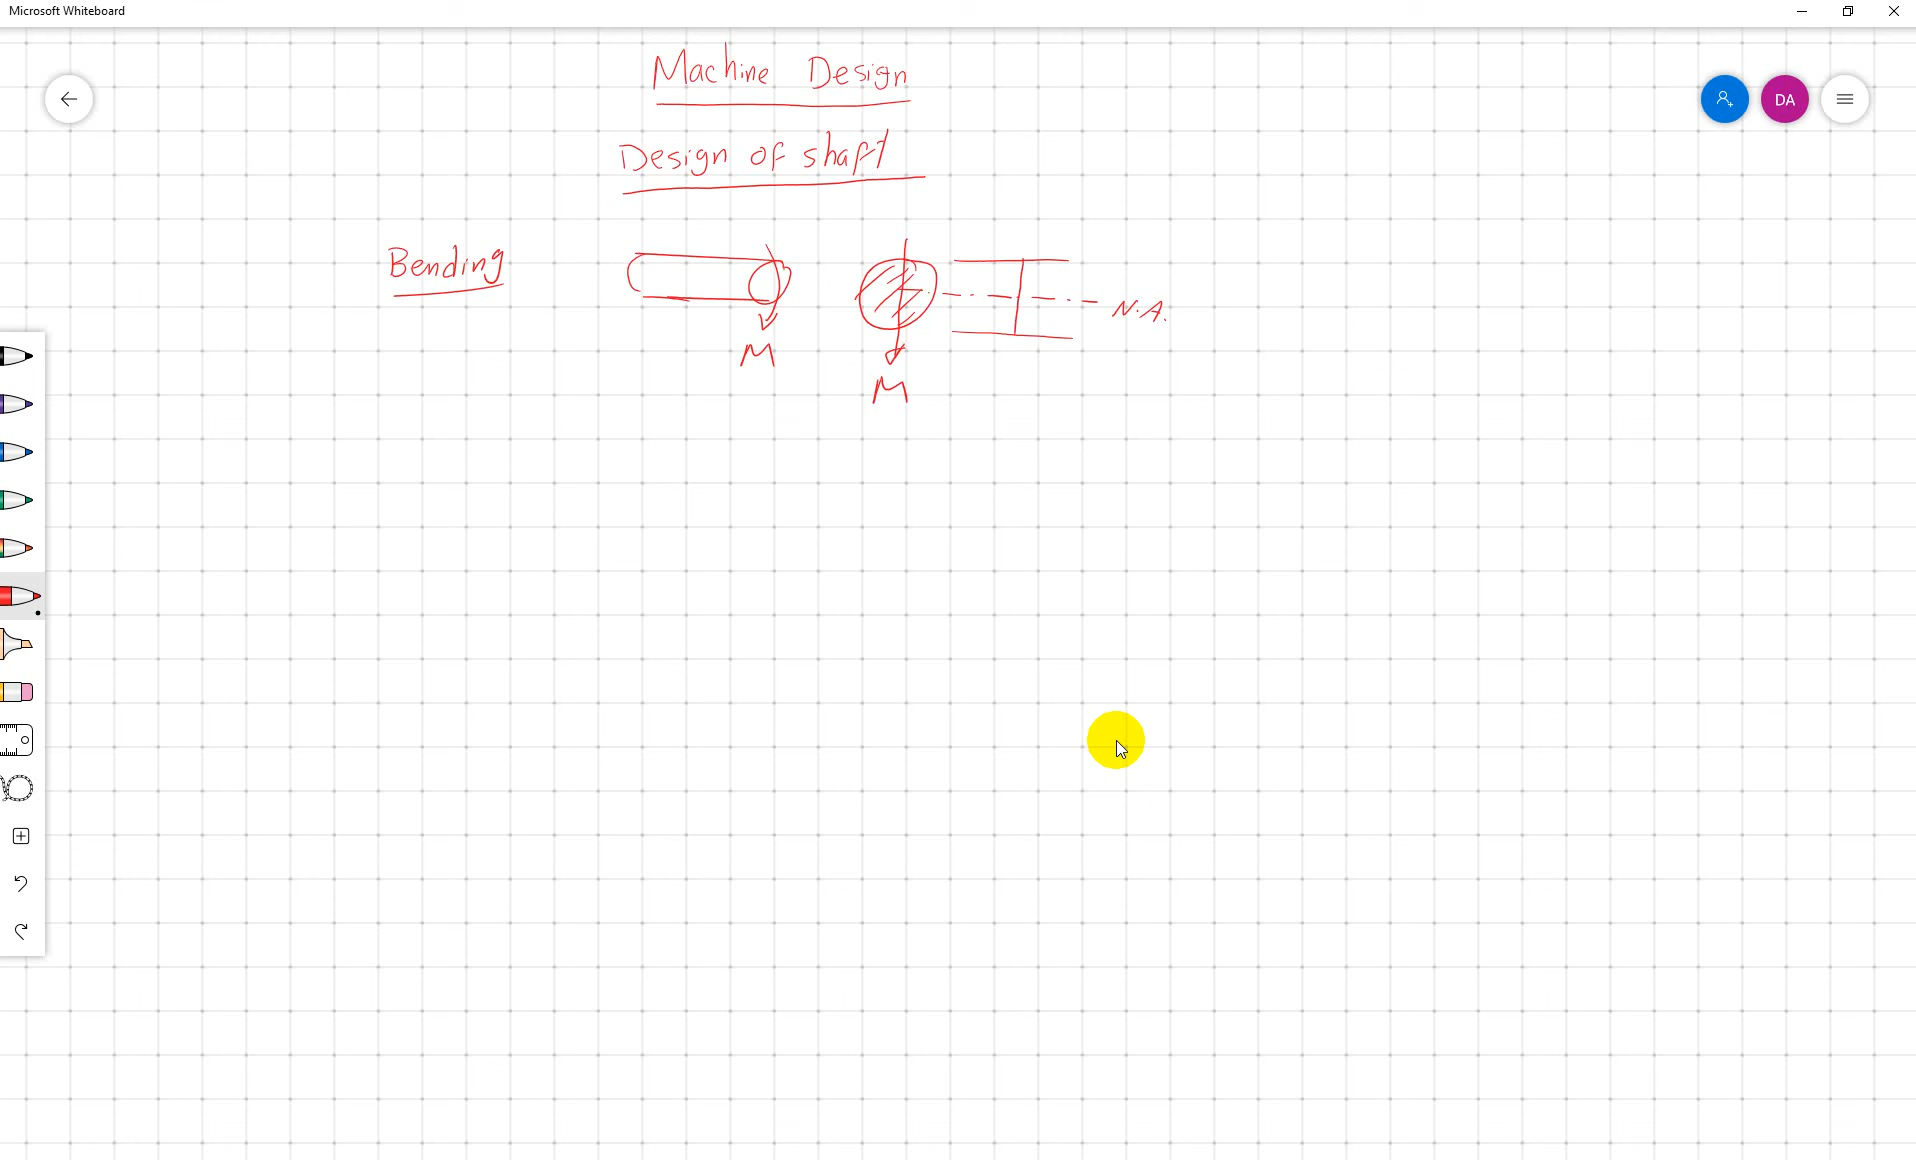 Microsoft Whiteboard
Machine Design
DA
Design of shaft
Bending
N.A.
M
M